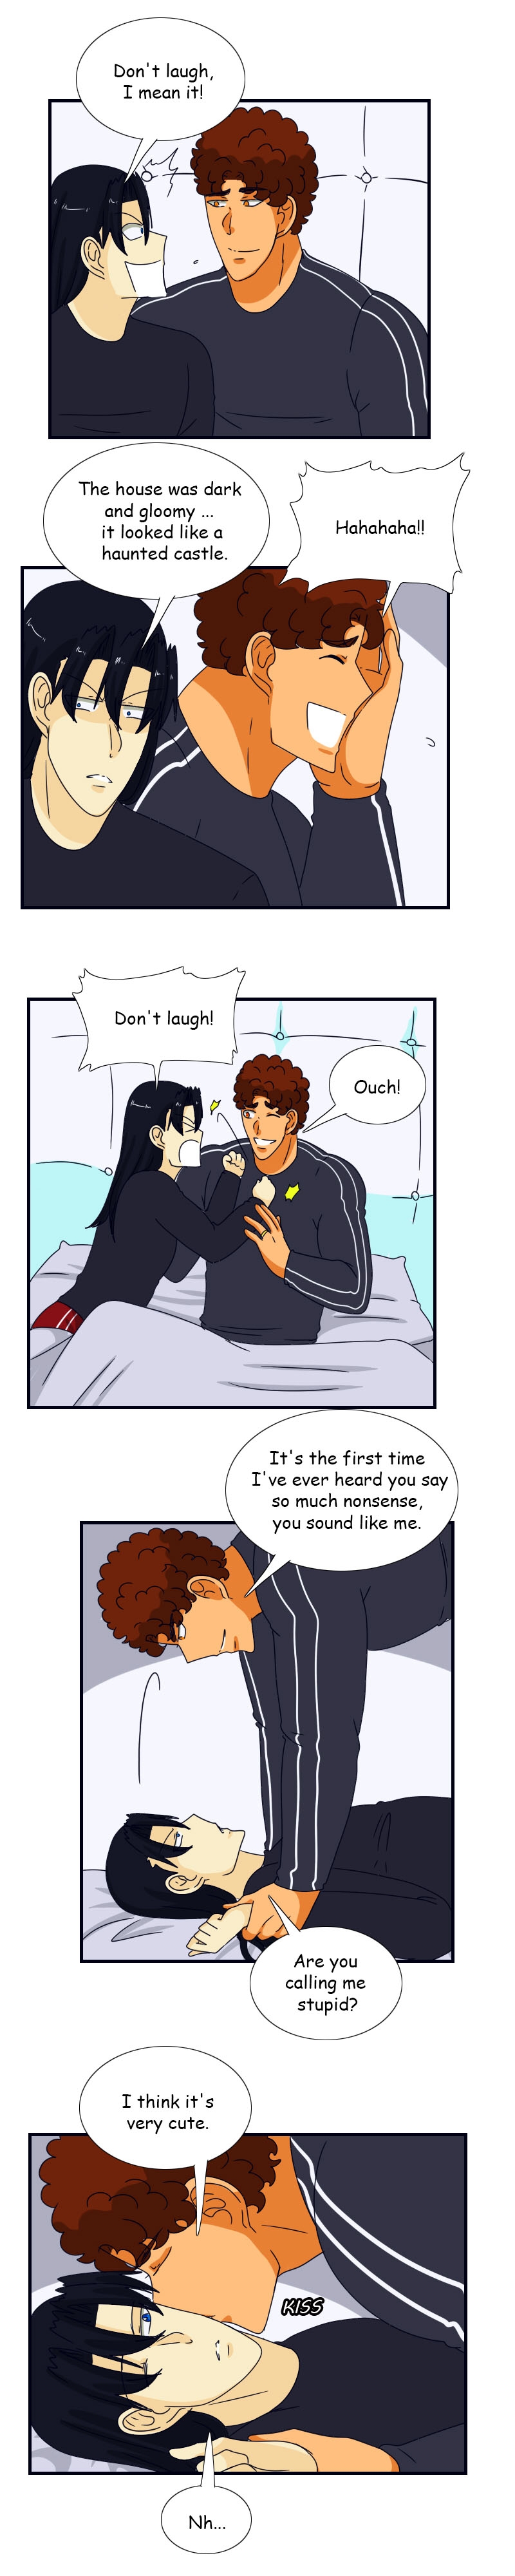 Don't laugh,
I mean it!
The house was dark
and gloomy ...
it looked like a
haunted castle.
Hahahaha!!
Don't laugh!
Ouch!
It's the first time
I've ever heard you say
so much nonsense,
you sound like me.
Are you
calling me
stupid?
I think it's
very cute.
KISS
Nh...